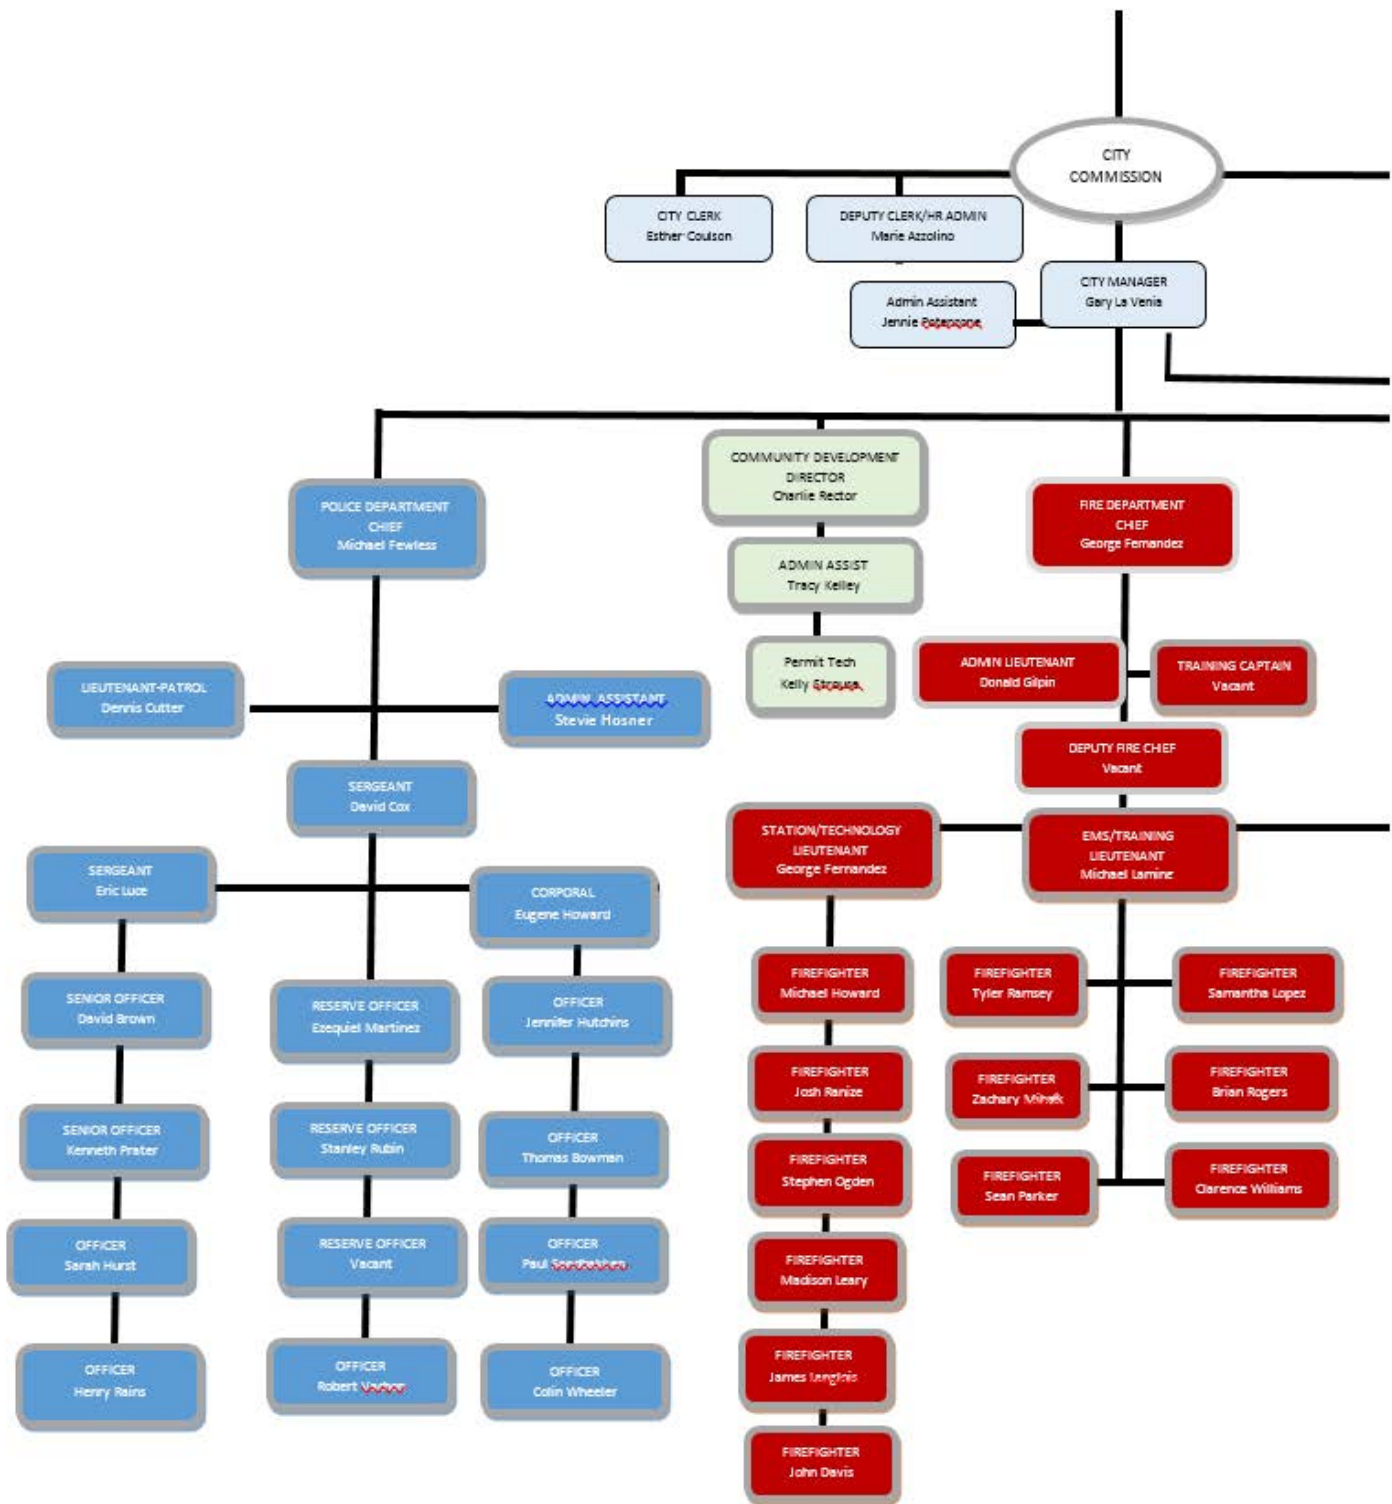 CITY
COMMISSION
CITY CLERK
Esther Coulson
DEPUTY CLERK/HR ADMIN
Marie Azzolino
CITY MANAGER
Gary La Venia
Admin Assistant
Jennie
COMMUNITY DEVELOPMENT
DIRECTOR
Charlie Rector
POLICE DEPARTMENT
CHIEF
Michael Fewless
FIRE DEPARTMENT
CHIEF
George Fernandez
ADMIN ASSIST
Tracy Kelley
Permit Tech
Kelly
ADMIN LIEUTENANT
Donald Gilpin
TRAINING CAPTAIN
Vacant
LIEUTENANT-PATROL
Dennis Cutter
ADMIN ASSISTANT
Stevie Hosner
DEPUTY FIRE CHIEF
Vacant
SERGEANT
David Cox
STATION/TECHNOLOGY
LIEUTENANT
George Fernandez
EMS/TRAINING
LIEUTENANT
Michael Lamine
SERGEANT
Eric Luce
CORPORAL
Eugene Howard
SENIOR OFFICER
David Brown
RESERVE OFFICER
Ezequiel Martinez
OFFICER
Jennifer Hutchins
FIREFIGHTER
Michael Howard
FIREFIGHTER
Tyler Ramsey
FIREFIGHTER
Samantha Lopez
FIREFIGHTER
Josh Ranize
FIREFIGHTER
Zachary
FIREFIGHTER
Brian Rogers
SENIOR OFFICER
Kenneth Prater
RESERVE OFFICER
Stanley Rubin
OFFICER
Thomas Bowman
FIREFIGHTER
Stephen Ogden
FIREFIGHTER
Sean Parker
FIREFIGHTER
Clarence Williams
OFFICER
Sarah Hurst
RESERVE OFFICER
Vacant
OFFICER
Paul
FIREFIGHTER
Madison Leary
OFFICER
Henry Rains
OFFICER
Robert
OFFICER
Colin Wheeler
FIREFIGHTER
James Langlois
FIREFIGHTER
John Davis